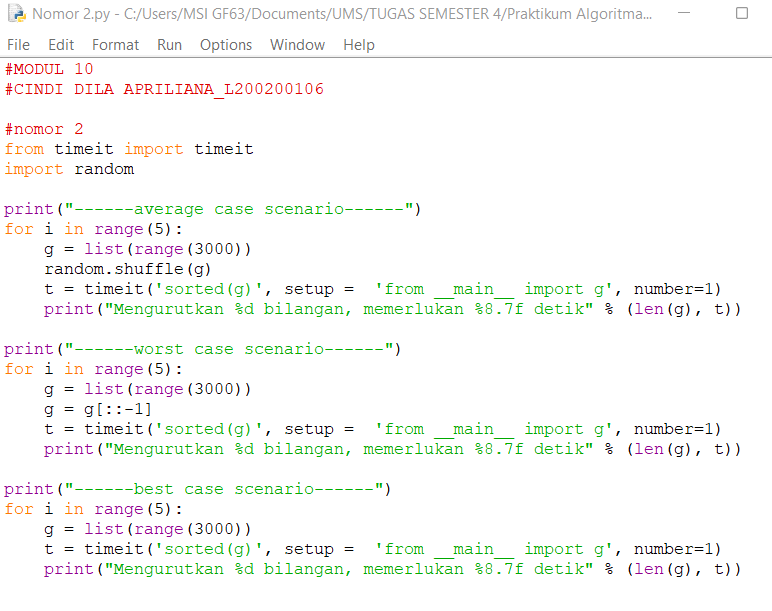 Nomor 2.py - C:/Users/MSI GF63/Documents/UMS/TUGAS SEMESTER 4/Praktikum Algoritma...
File Edit Format Run Options Window Help
#MODUL 10
#CINDI DILA APRILIANA_L200200106

#nomor 2
from timeit import timeit
import random

print("------average case scenario------")
for i in range(5):
    g = list(range(3000))
    random.shuffle(g)
    t = timeit('sorted(g)', setup =  'from __main__ import g', number=1)
    print("Mengurutkan %d bilangan, memerlukan %8.7f detik" % (len(g), t))

print("------worst case scenario------")
for i in range(5):
    g = list(range(3000))
    g = g[::-1]
    t = timeit('sorted(g)', setup =  'from __main__ import g', number=1)
    print("Mengurutkan %d bilangan, memerlukan %8.7f detik" % (len(g), t))

print("------best case scenario------")
for i in range(5):
    g = list(range(3000))
    t = timeit('sorted(g)', setup =  'from __main__ import g', number=1)
    print("Mengurutkan %d bilangan, memerlukan %8.7f detik" % (len(g), t))